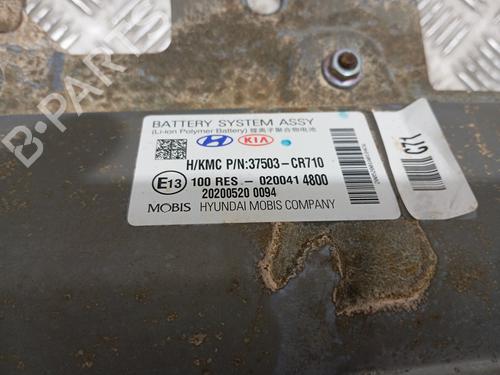 BATTERY SYSTEM ASSY
(Li-ion Polymer Battery) 锂离子聚合物电池
KIA
H/KMC P/N:37503-CR710
E13
100 RES - 020041 4800
20200520 0094
MOBIS HYUNDAI MOBIS COMPANY
G71